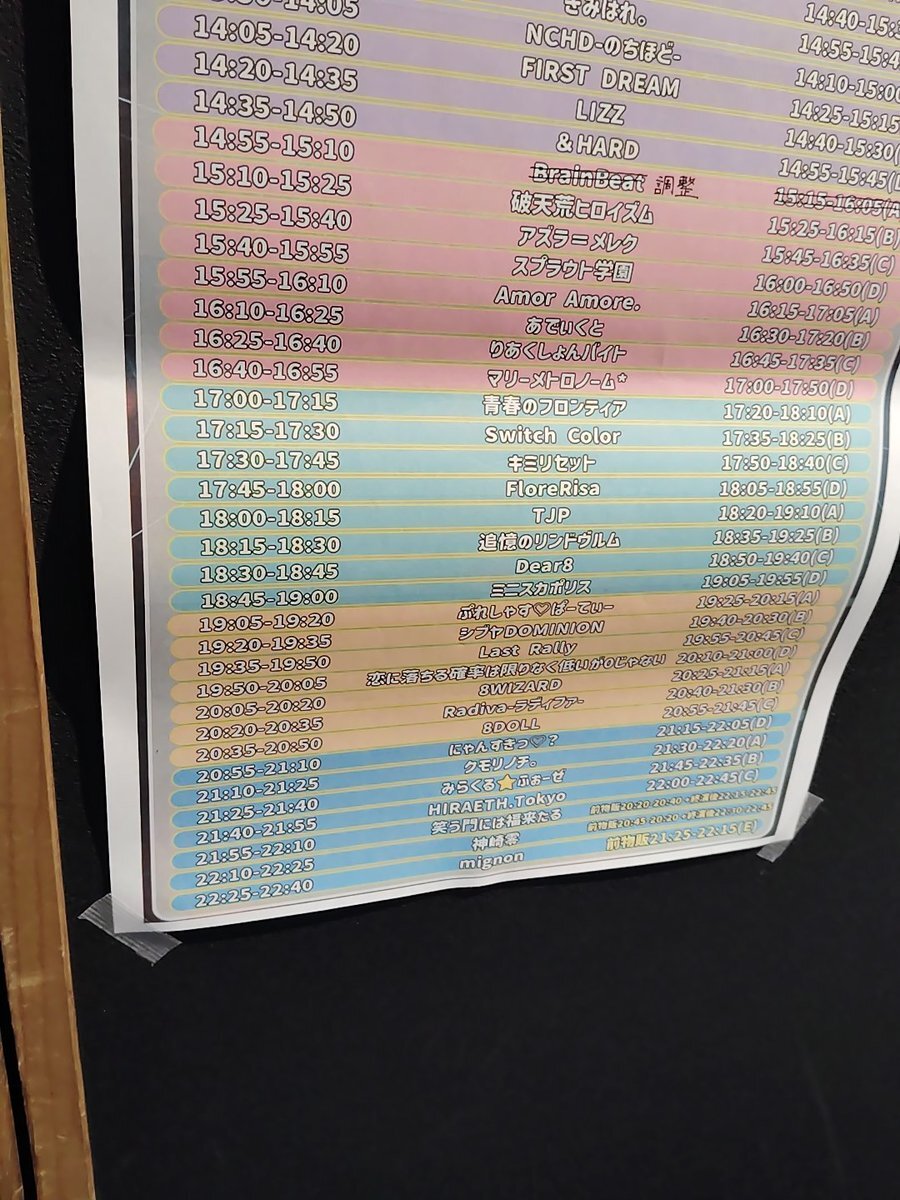 きみはれ。
14:05 NCHD-のちほど-
14:05-14:20 FIRST DREAM
14:20-14:35 LIZZ
14:35-14:50 &HARD
14:55-15:10 BrainBeat 調整
15:10-15:25 破天荒ヒロイズム 15:25-16:15(B)
15:25-15:40 アズラ=メレク 15:45-16:35(C)
15:40-15:55 スプラウト学園 16:00-16:50(D)
15:55-16:10 Amor Amore. 16:15-17:05(A)
16:10-16:25 あでぃくと 16:30-17:20(B)
16:25-16:40 りあくしょんバイト 16:45-17:35(C)
16:40-16:55 マリーメトロノーム* 17:00-17:50(D)
17:00-17:15 青春のフロンティア 17:20-18:10(A)
17:15-17:30 Switch Color 17:35-18:25(B)
17:30-17:45 キミリセット 17:50-18:40(C)
17:45-18:00 FloreRisa 18:05-18:55(D)
18:00-18:15 TJP 18:20-19:10(A)
18:15-18:30 追憶のリンドヴルム 18:35-19:25(B)
18:30-18:45 Dear8 18:50-19:40(C)
18:45-19:00 ミニスカポリス 19:05-19:55(D)
19:05-19:20 ぷれしゃす♡ぱーてぃー 19:25-20:15(A)
19:20-19:35 シブヤDOMINION 19:40-20:30(B)
19:35-19:50 Last Rally 19:55-20:45(C)
19:50-20:05 恋に落ちる確率は限りなく低いが0じゃない 20:10-21:00(D)
20:05-20:20 8WIZARD 20:25-21:15(A)
20:20-20:35 Radiva-ラディファ- 20:40-21:30(B)
20:35-20:50 8DOLL 20:55-21:45(C)
20:55-21:10 にゃんすきっ♡? 21:15-22:05(D)
21:10-21:25 クモリノチ。 21:30-22:20(A)
21:25-21:40 みらくる⭐ふぉーぜ 21:45-22:35(B)
21:40-21:55 HIRAETH.Tokyo 22:00-22:45(C)
21:55-22:10 笑う門には福来たる
22:10-22:25 神崎零
22:25-22:40 mignon 前物販21:25-22:15(E)